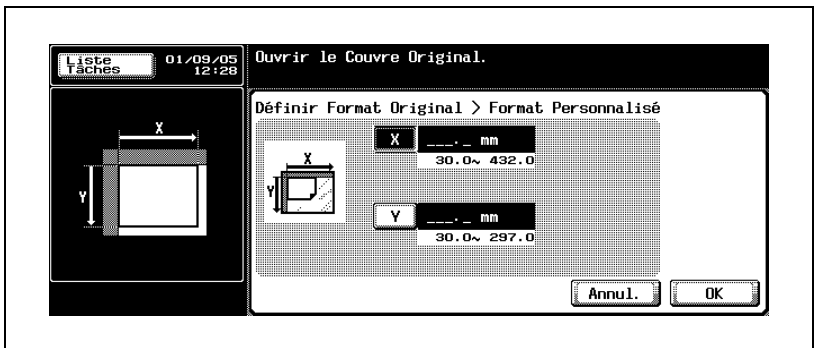 Liste
Tâches
01/09/05
12:28
Ouvrir le Couvre Original.
Définir Format Original > Format Personnalisé
X
Y
X
Y
X ___._ mm
30.0~ 432.0
Y ___._ mm
30.0~ 297.0
Annul. OK